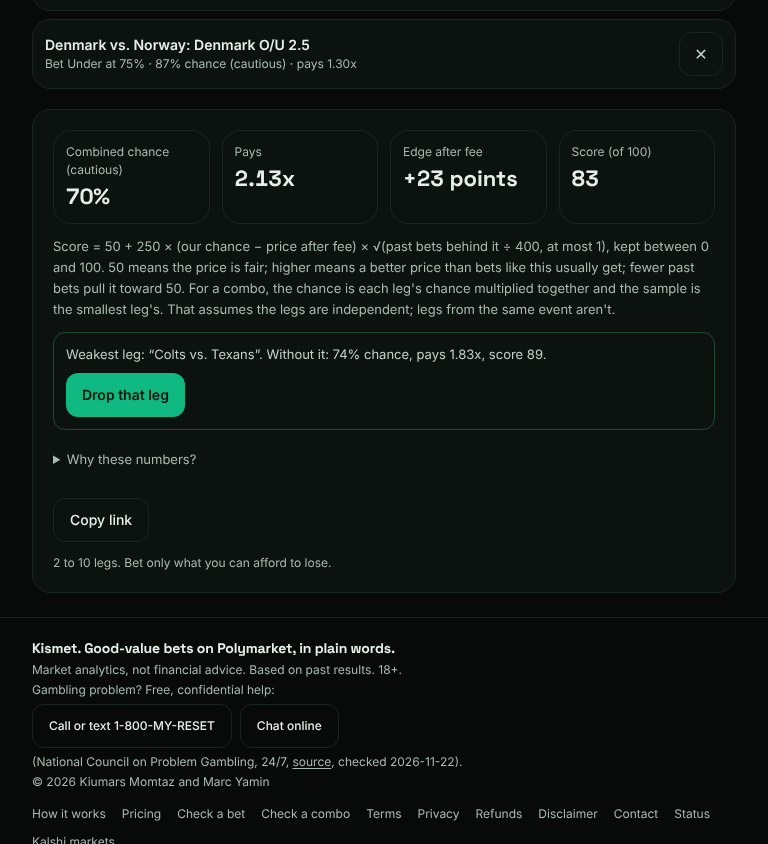 Denmark vs. Norway: Denmark O/U 2.5
Bet Under at 75% · 87% chance (cautious) · pays 1.30x
✕
Combined chance (cautious)
70%
Pays
2.13x
Edge after fee
+23 points
Score (of 100)
83
Score = 50 + 250 × (our chance − price after fee) × √(past bets behind it ÷ 400, at most 1), kept between 0
and 100. 50 means the price is fair; higher means a better price than bets like this usually get; fewer past
bets pull it toward 50. For a combo, the chance is each leg's chance multiplied together and the sample is
the smallest leg's. That assumes the legs are independent; legs from the same event aren't.
Weakest leg: “Colts vs. Texans”. Without it: 74% chance, pays 1.83x, score 89.
Drop that leg
▶ Why these numbers?
Copy link
2 to 10 legs. Bet only what you can afford to lose.
Kismet. Good-value bets on Polymarket, in plain words.
Market analytics, not financial advice. Based on past results. 18+.
Gambling problem? Free, confidential help:
Call or text 1-800-MY-RESET
Chat online
(National Council on Problem Gambling, 24/7, source, checked 2026-11-22).
© 2026 Kiumars Momtaz and Marc Yamin
How it works Pricing Check a bet Check a combo Terms Privacy Refunds Disclaimer Contact Status
Kalshi markets